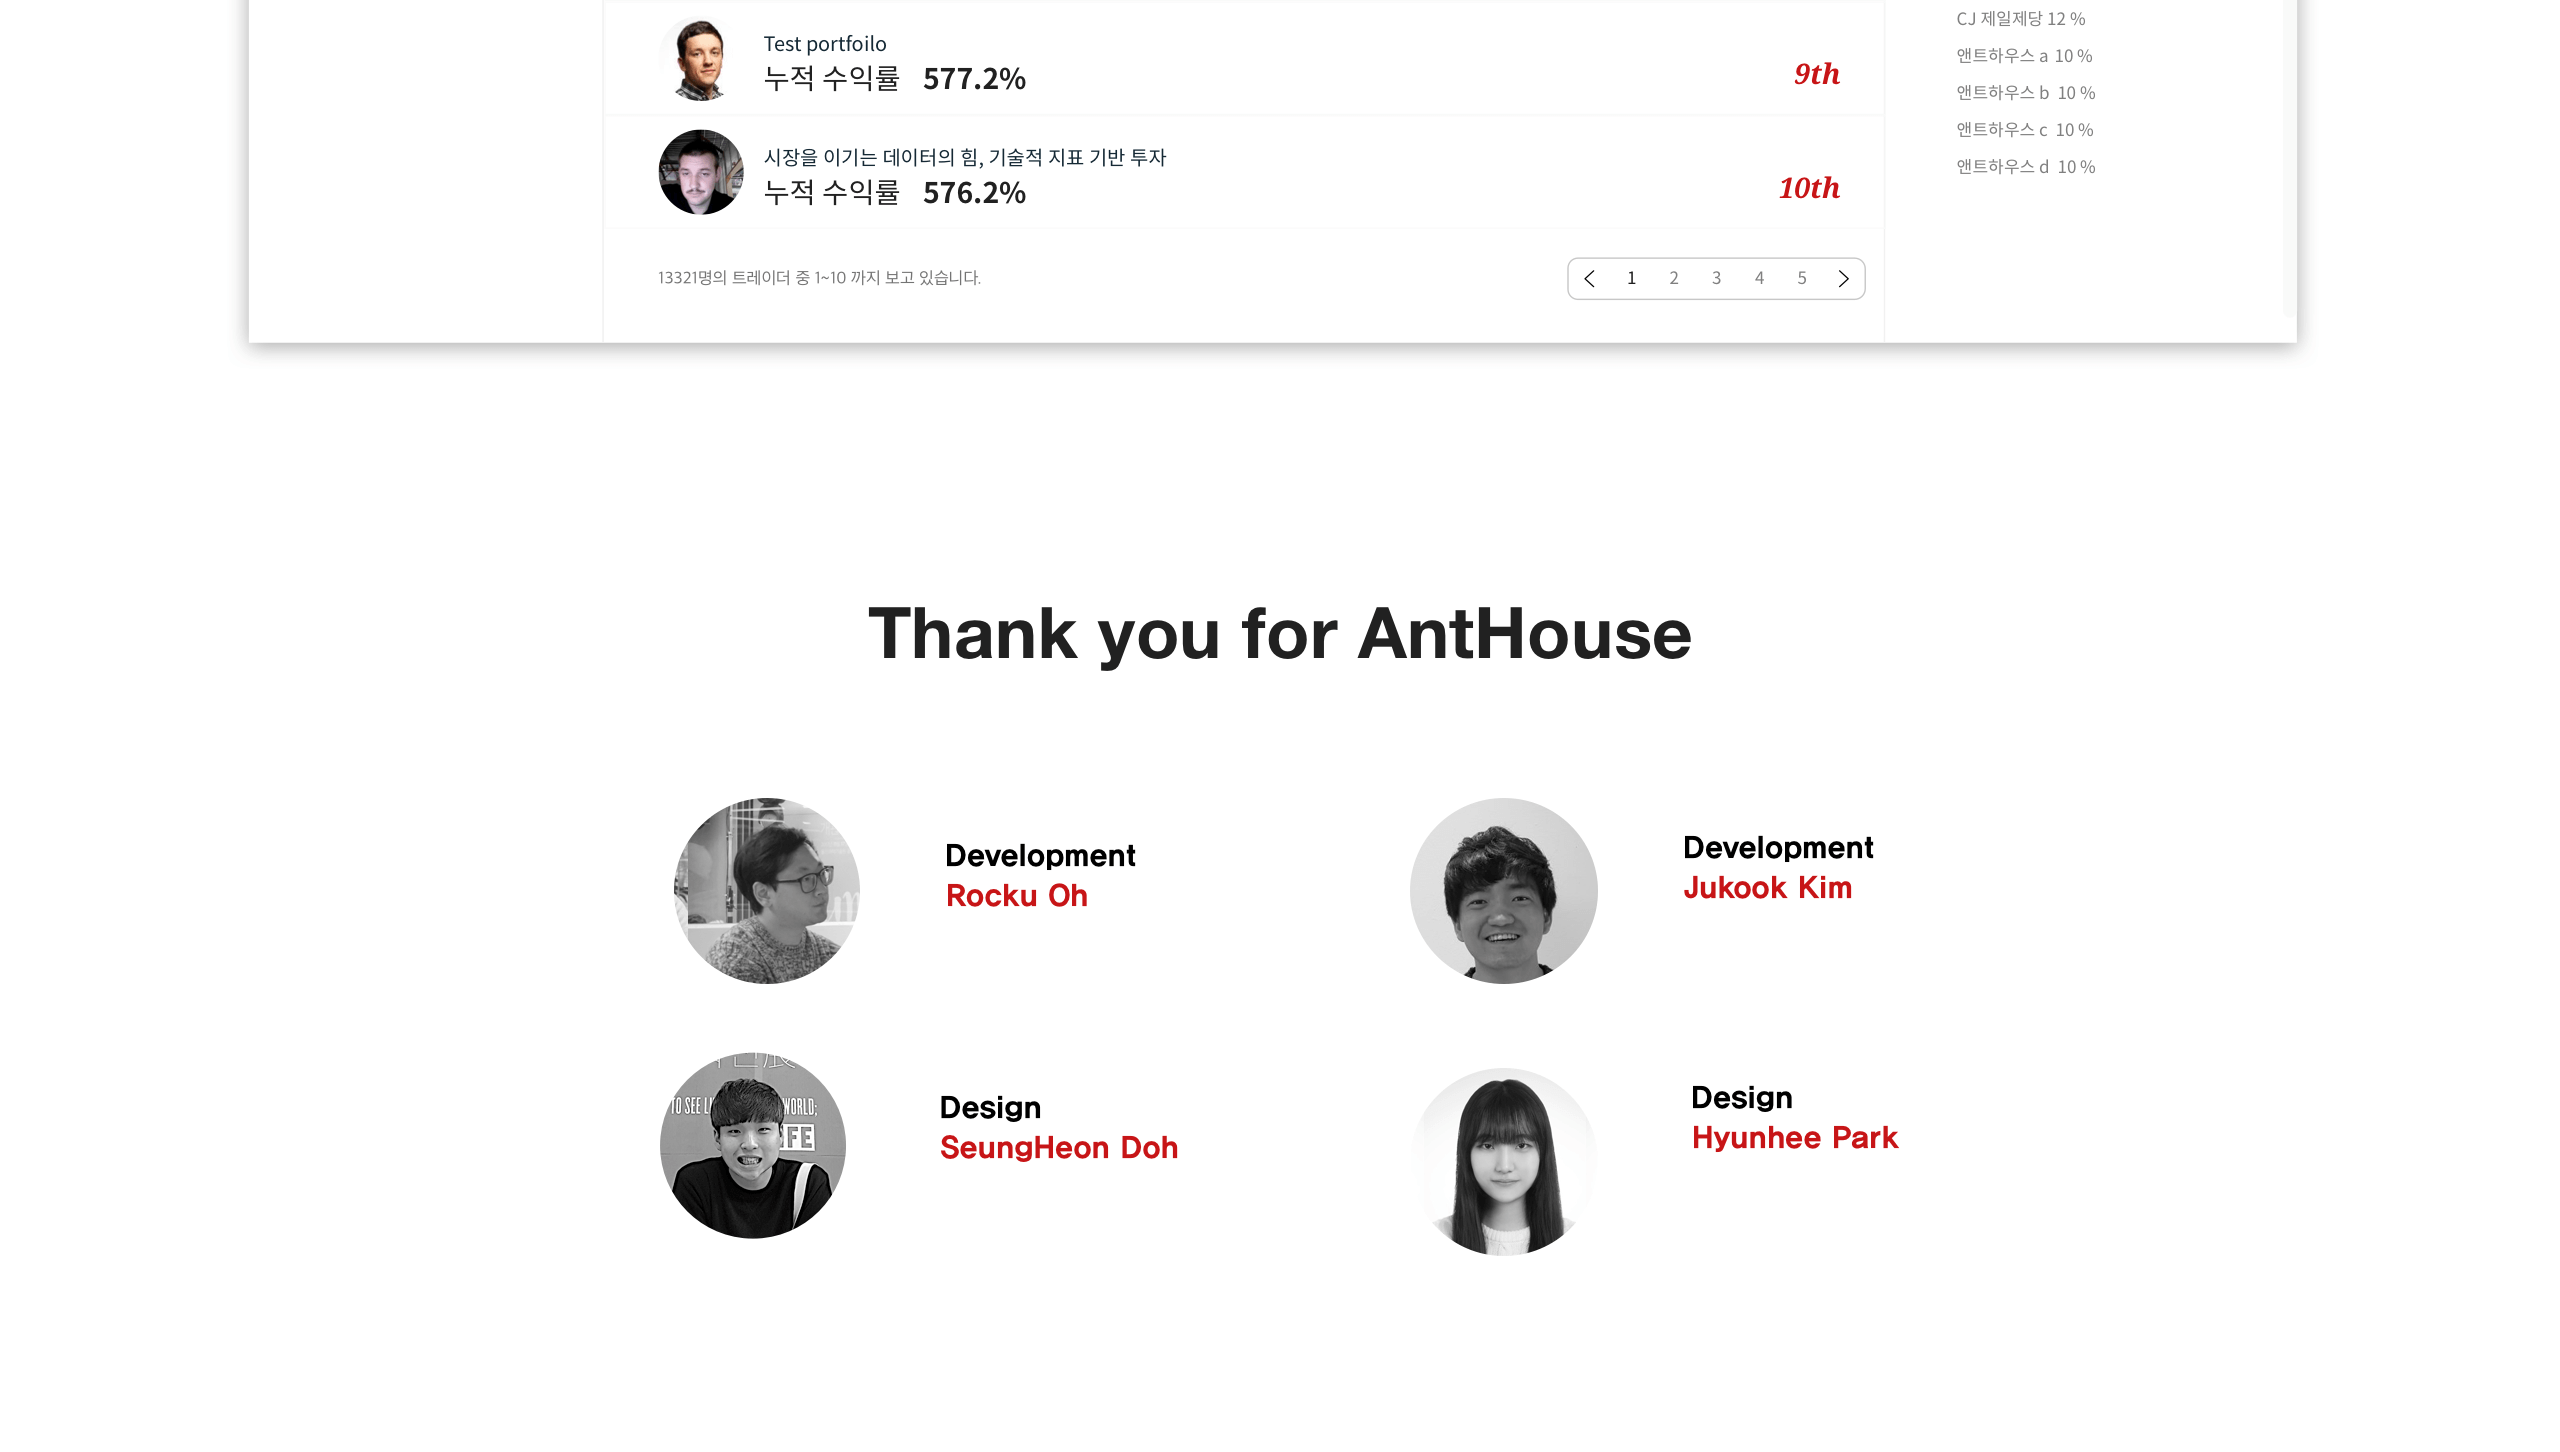 Test portfoilo
누적 수익률 577.2%
9th
시장을 이기는 데이터의 힘, 기술적 지표 기반 투자
누적 수익률 576.2%
10th
13321명의 트레이더 중 1~10 까지 보고 있습니다.
< 1 2 3 4 5 >
CJ 제일제당 12 %
앤트하우스 a 10 %
앤트하우스 b 10 %
앤트하우스 c 10 %
앤트하우스 d 10 %
Thank you for AntHouse
Development
Rocku Oh
Development
Jukook Kim
TO SEE
WORLD;
Design
SeungHeon Doh
Design
Hyunhee Park